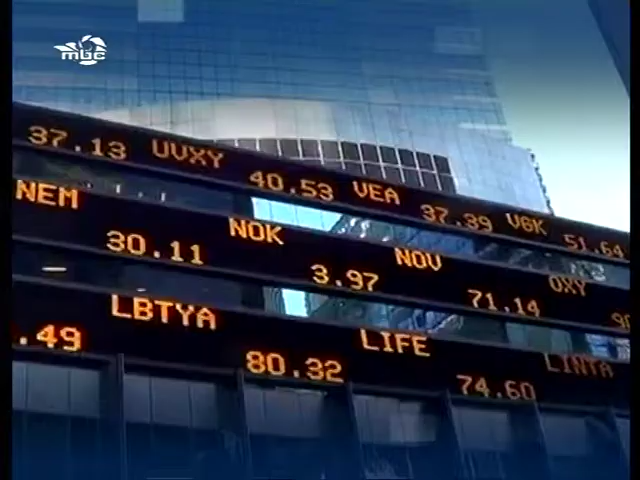 mbc
37.13 UVXY 40.53 VEA 37.39 VGK 51.64
NEM 30.11 NOK 3.97 NOV 71.14 OXY
.49 LBTYA 80.32 LIFE 74.60 LINTA